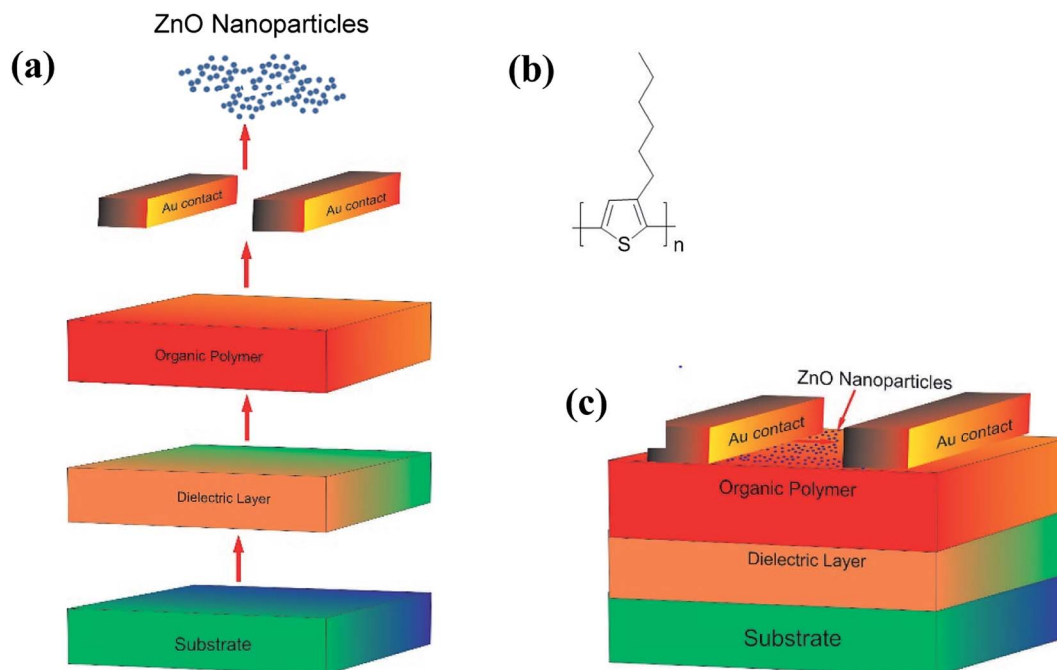 ZnO Nanoparticles
(a)
Au contact
Au contact
Organic Polymer
Dielectric Layer
Substrate
(b)
S
n
ZnO Nanoparticles
(c)
Au contact
Au contact
Organic Polymer
Dielectric Layer
Substrate